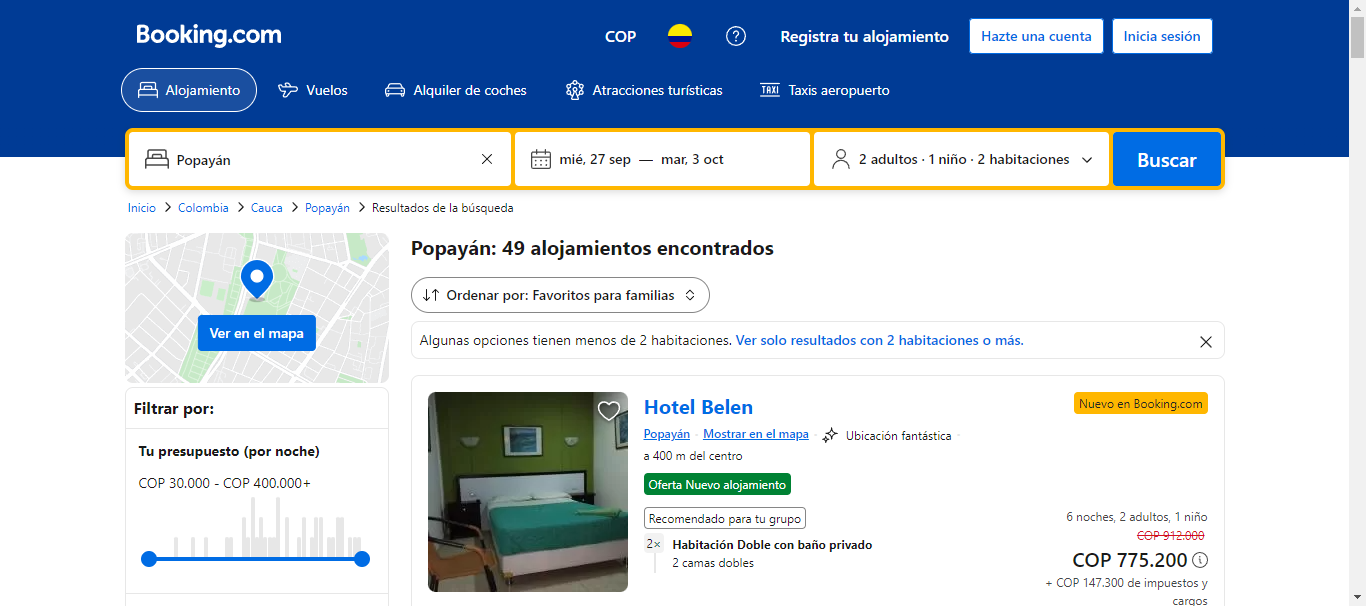 Booking.com
COP
Registra tu alojamiento
Hazte una cuenta
Inicia sesión
Alojamiento
Vuelos
Alquiler de coches
Atracciones turísticas
TAXI
Taxis aeropuerto
Popayán
mié, 27 sep — mar, 3 oct
2 adultos · 1 niño · 2 habitaciones
Buscar
Inicio > Colombia > Cauca > Popayán > Resultados de la búsqueda
Ver en el mapa
Filtrar por:
Tu presupuesto (por noche)
COP 30.000 - COP 400.000+
Popayán: 49 alojamientos encontrados
Ordenar por: Favoritos para familias
Algunas opciones tienen menos de 2 habitaciones. Ver solo resultados con 2 habitaciones o más.
Hotel Belen
Nuevo en Booking.com
Popayán · Mostrar en el mapa · Ubicación fantástica ·
a 400 m del centro
Oferta Nuevo alojamiento
Recomendado para tu grupo
2× Habitación Doble con baño privado
2 camas dobles
6 noches, 2 adultos, 1 niño
COP 912.000
COP 775.200
+ COP 147.300 de impuestos y
cargos